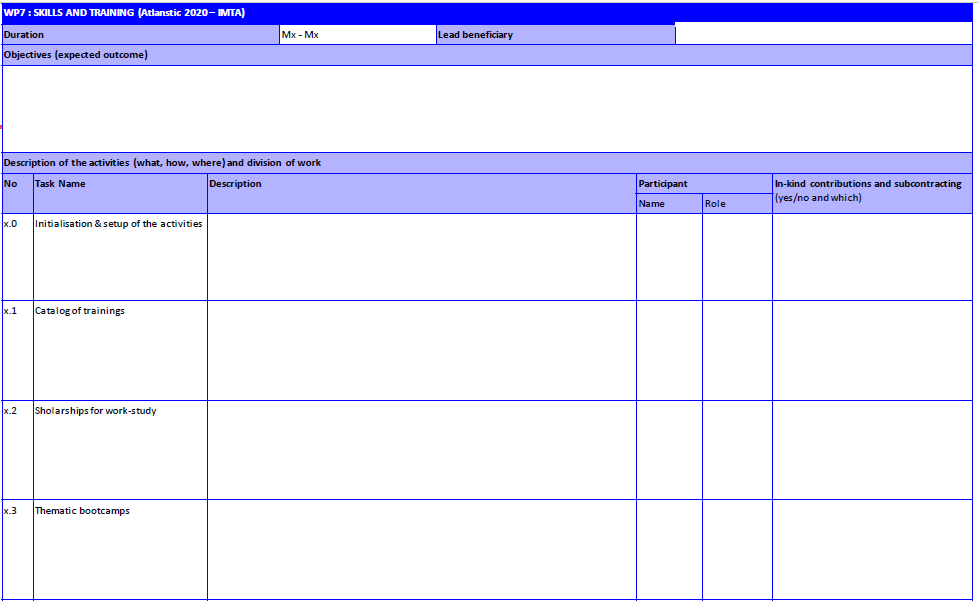 WP7 : SKILLS AND TRAINING (Atlanstic 2020 – IMTA)
Duration Mx - Mx Lead beneficiary
Objectives (expected outcome)
Description of the activities (what, how, where) and division of work
No Task Name Description Participant In-kind contributions and subcontracting
(yes/no and which)
Name Role
x.0 Initialisation & setup of the activities
x.1 Catalog of trainings
x.2 Sholarships for work-study
x.3 Thematic bootcamps